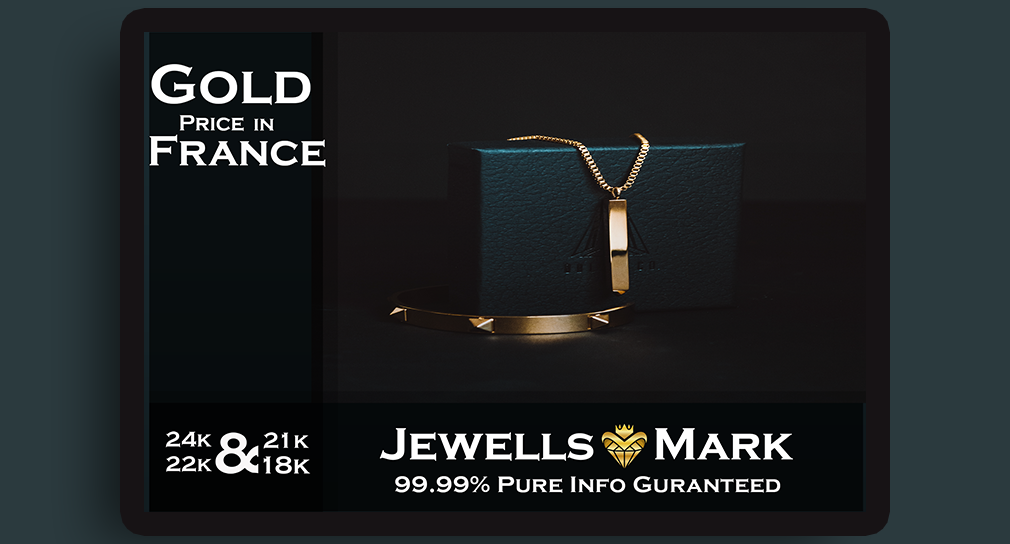 GOLD
PRICE IN
FRANCE
24K & 21K
22K 18K
JEWELLS MARK
99.99% PURE INFO GURANTEED